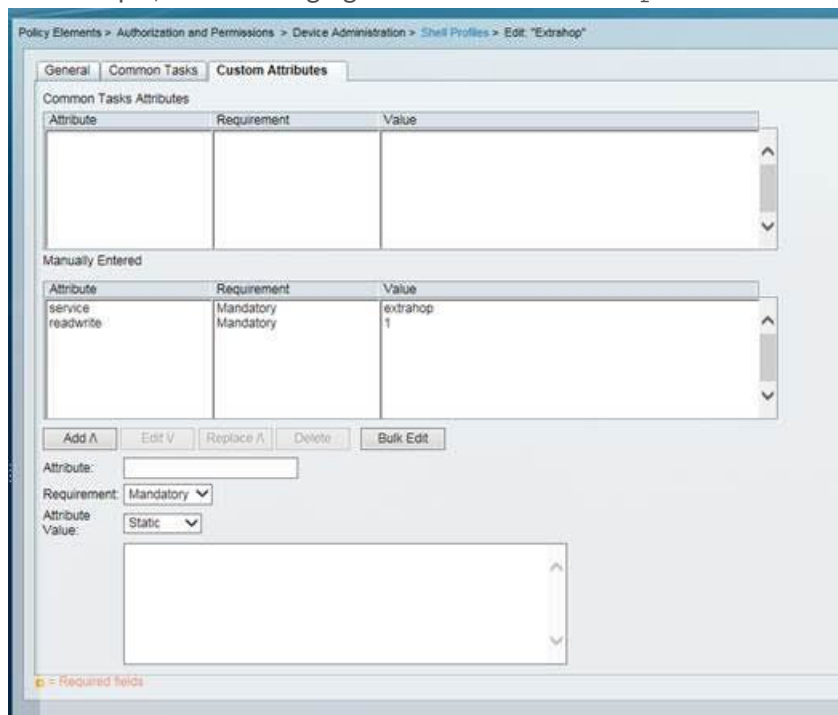 Policy Elements > Authorization and Permissions > Device Administration > Shell Profiles > Edit: "Extrahop"
General Common Tasks Custom Attributes
Common Tasks Attributes
Attribute Requirement Value
Manually Entered
Attribute Requirement Value
service Mandatory extrahop
readwrite Mandatory 1
Add Λ Edit V Replace Λ Delete Bulk Edit
Attribute:
Requirement: Mandatory
Attribute
Value: Static
= Required fields